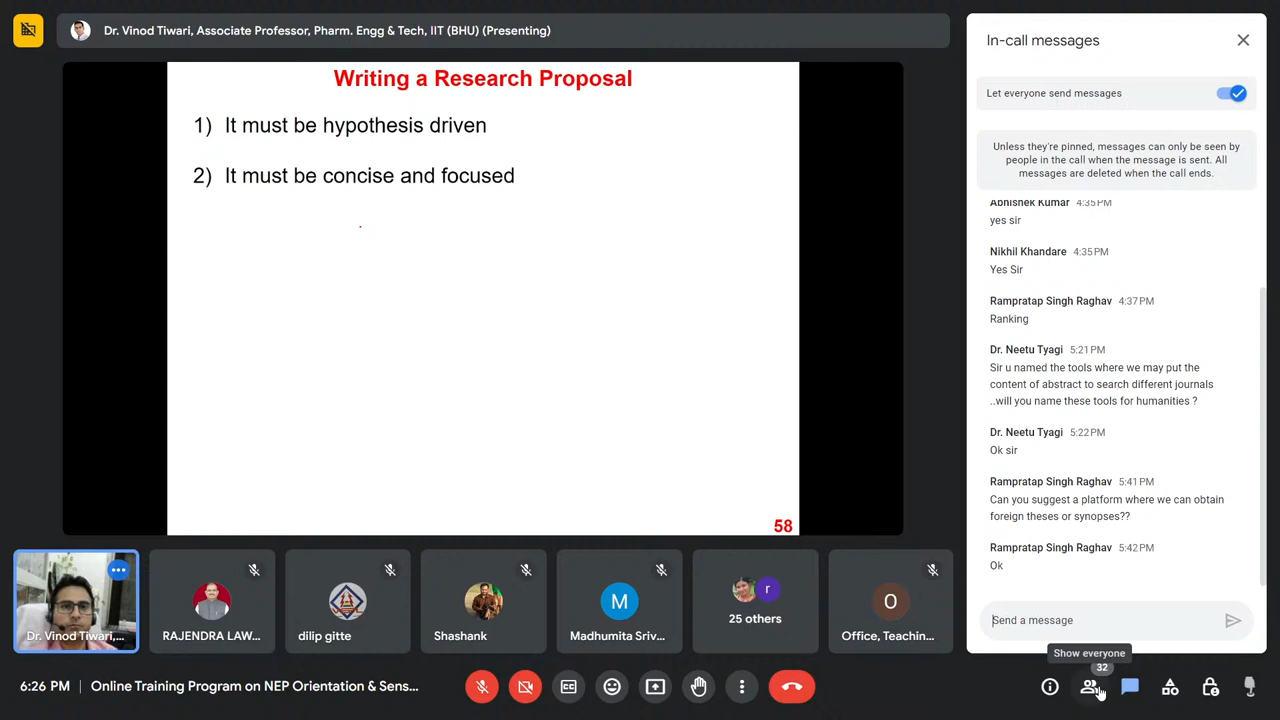 Dr. Vinod Tiwari, Associate Professor, Pharm. Engg & Tech, IIT (BHU) (Presenting)
Writing a Research Proposal
1) It must be hypothesis driven
2) It must be concise and focused
58
Dr. Vinod Tiwari,...
RAJENDRA LAW...
dilip gitte
Shashank
M
Madhumita Sriv...
r
25 others
O
Office, Teachin...
In-call messages
Let everyone send messages
Unless they're pinned, messages can only be seen by
people in the call when the message is sent. All
messages are deleted when the call ends.
Abhishek Kumar 4:35 PM
yes sir
Nikhil Khandare 4:35 PM
Yes Sir
Rampratap Singh Raghav 4:37 PM
Ranking
Dr. Neetu Tyagi 5:21 PM
Sir u named the tools where we may put the
content of abstract to search different journals
..will you name these tools for humanities ?
Dr. Neetu Tyagi 5:22 PM
Ok sir
Rampratap Singh Raghav 5:41 PM
Can you suggest a platform where we can obtain
foreign theses or synopses??
Rampratap Singh Raghav 5:42 PM
Ok
Send a message
Show everyone
32
6:26 PM | Online Training Program on NEP Orientation & Sens...